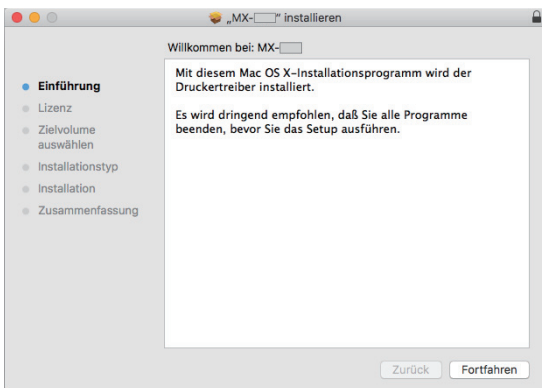 „MX-" installieren
Willkommen bei: MX-
Einführung
Lizenz
Zielvolume
auswählen
Installationstyp
Installation
Zusammenfassung
Mit diesem Mac OS X-Installationsprogramm wird der
Druckertreiber installiert.
Es wird dringend empfohlen, daß Sie alle Programme
beenden, bevor Sie das Setup ausführen.
Zurück
Fortfahren